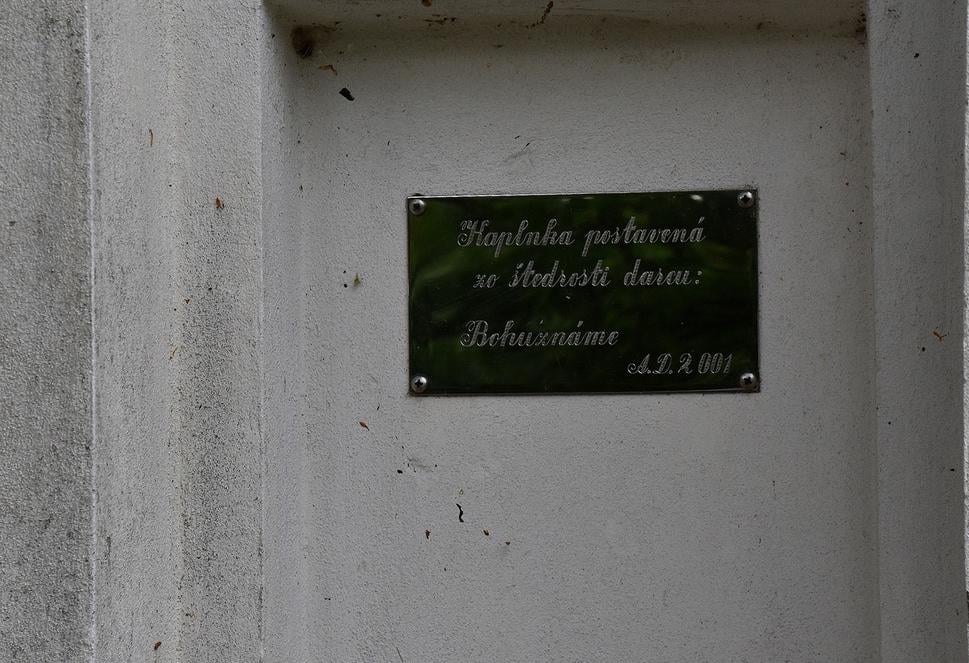 Kaplnka postavená
zo štedrosti darcu:
Bohuznáme
A.D. 2 001